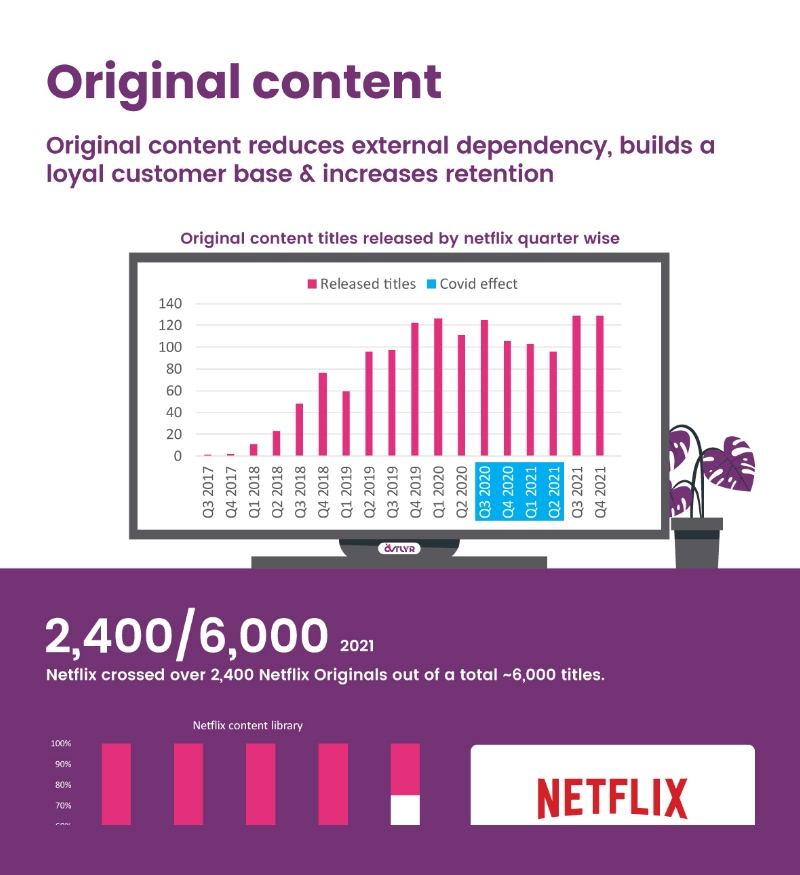 Original content
Original content reduces external dependency, builds a
loyal customer base & increases retention
Original content titles released by netflix quarter wise
Released titles Covid effect
140
120
100
80
60
40
20
0
Q3 2017 Q4 2017 Q1 2018 Q2 2018 Q3 2018 Q4 2018 Q1 2019 Q2 2019 Q3 2019 Q4 2019 Q1 2020 Q2 2020 Q3 2020 Q4 2020 Q1 2021 Q2 2021 Q3 2021 Q4 2021
2,400/6,000 2021
Netflix crossed over 2,400 Netflix Originals out of a total ~6,000 titles.
Netflix content library
100%
90%
80%
70%
NETFLIX